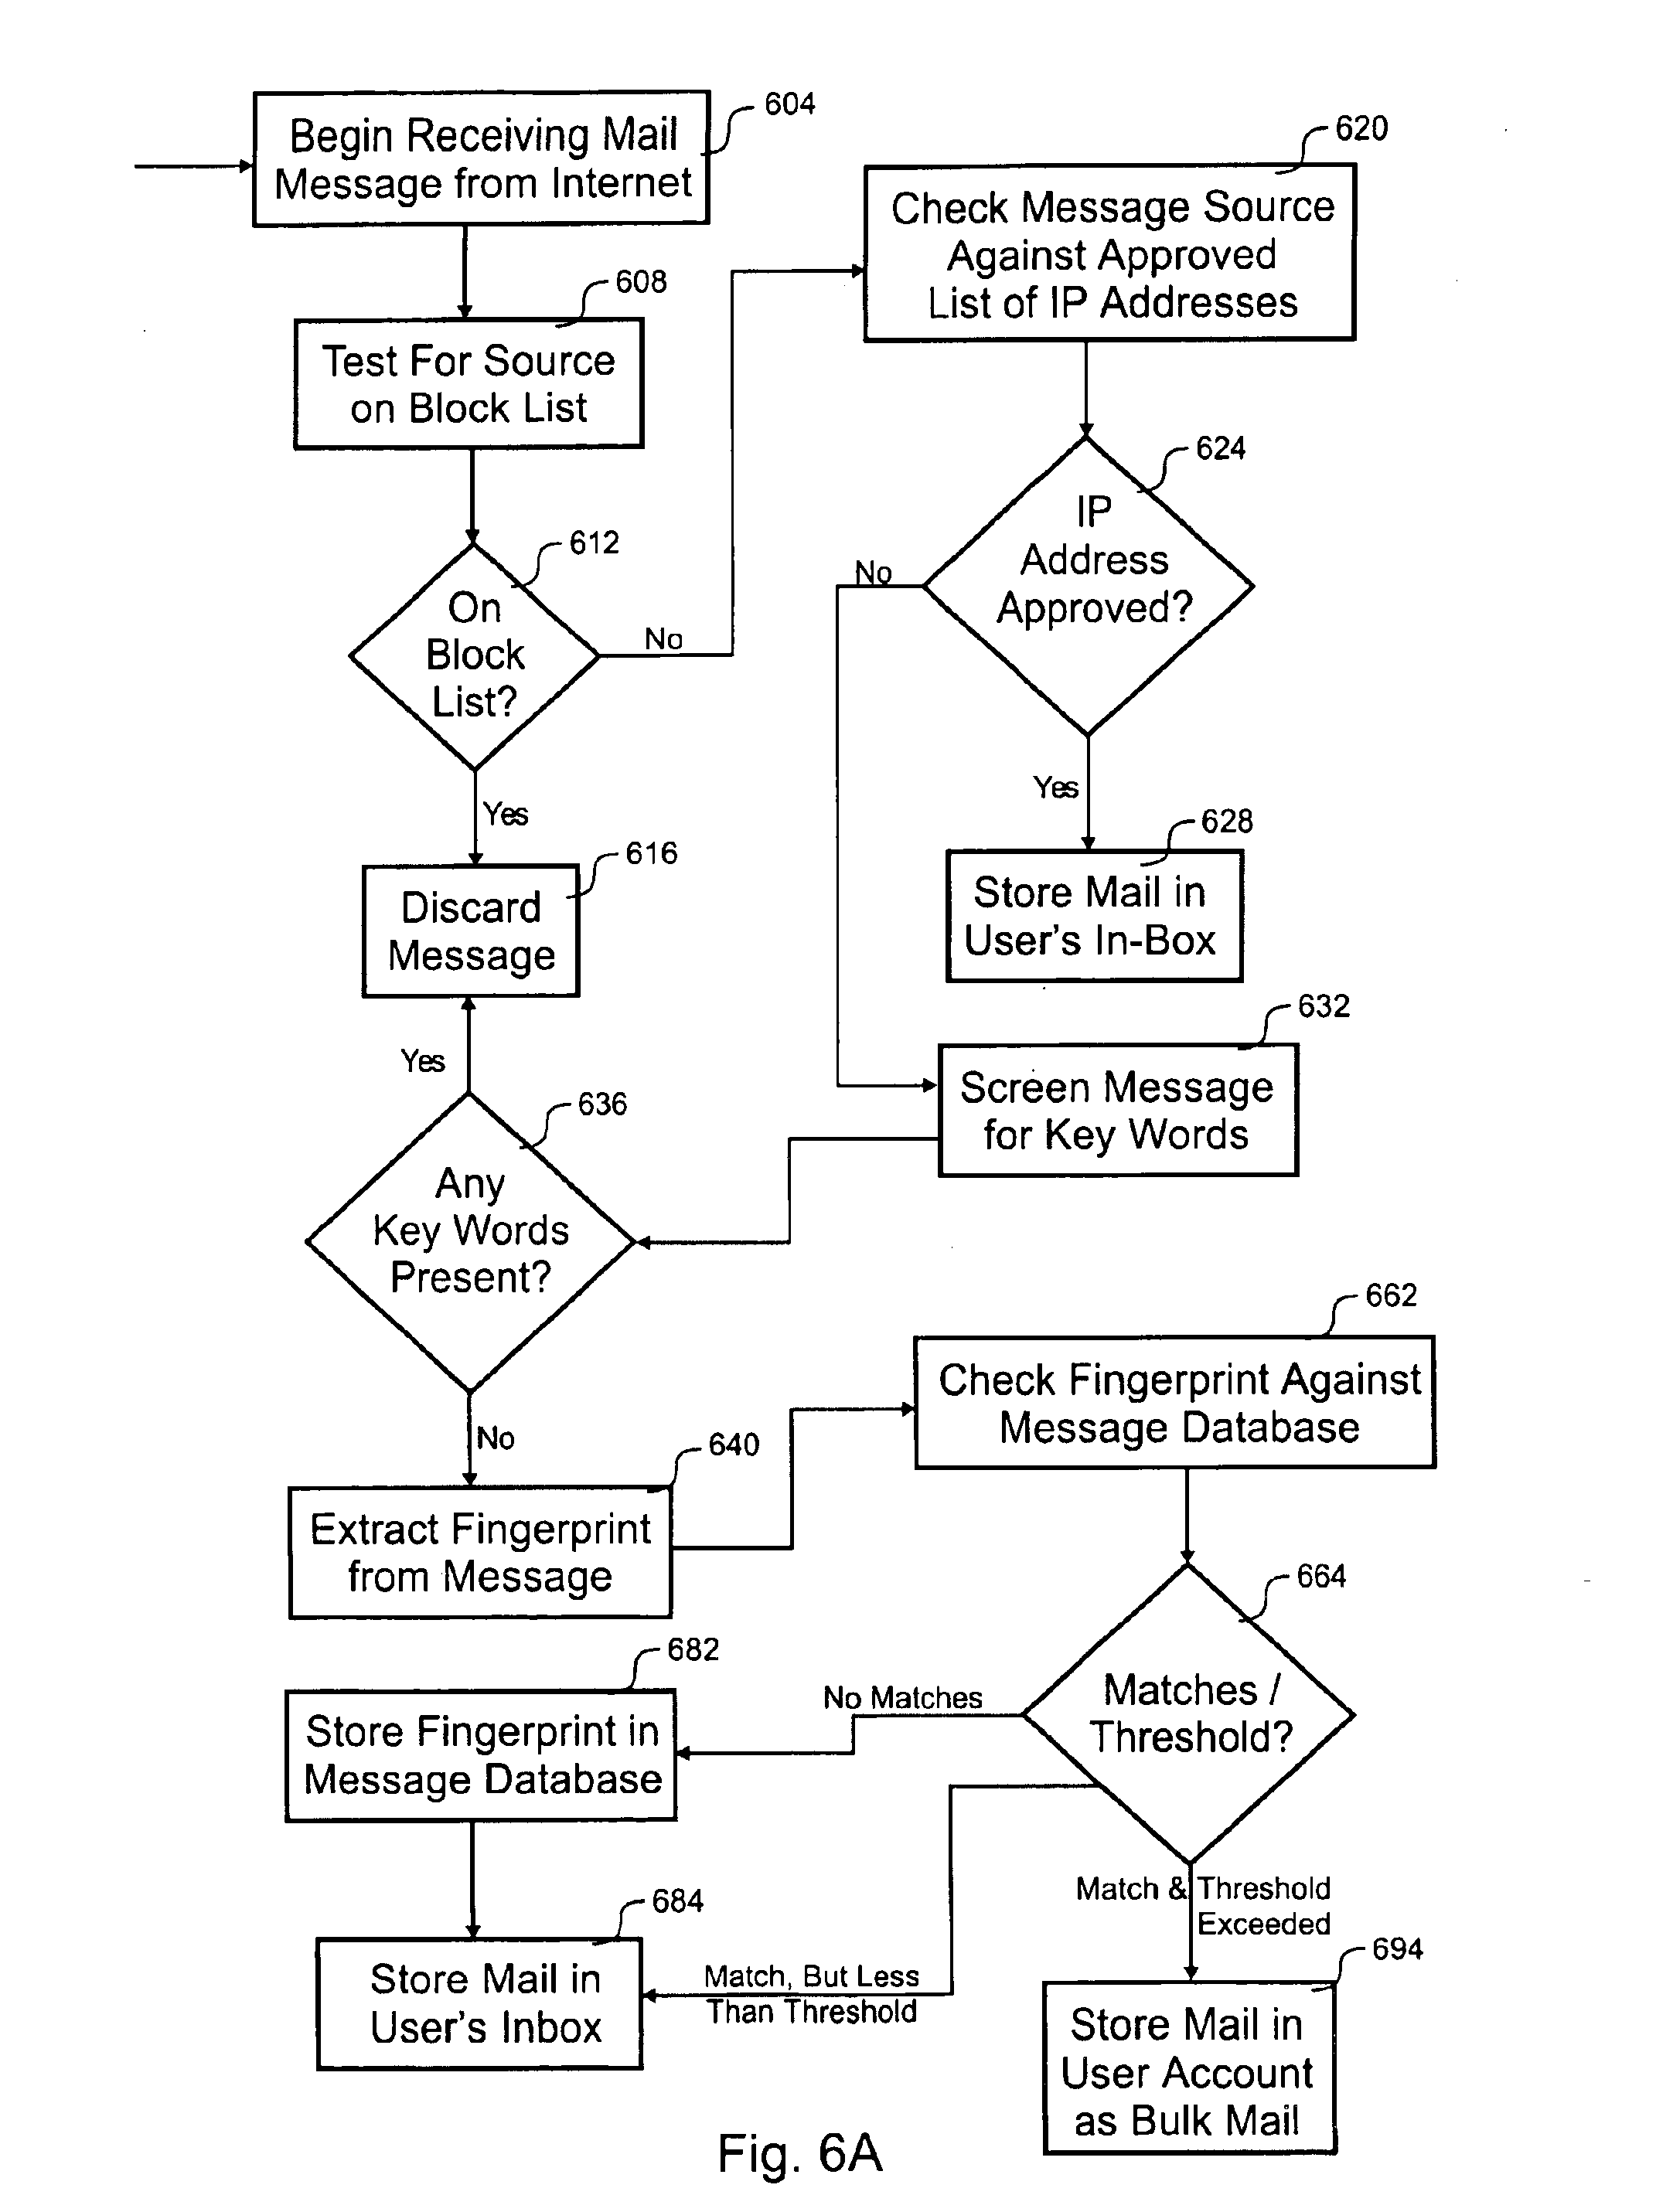 604
Begin Receiving Mail
Message from Internet
620
Check Message Source
Against Approved
List of IP Addresses
608
Test For Source
on Block List
624
IP
Address
Approved?
No
612
On
Block
List?
No
Yes
Yes
616
Discard
Message
628
Store Mail in
User's In-Box
632
Screen Message
for Key Words
Yes
636
Any
Key Words
Present?
No
662
Check Fingerprint Against
Message Database
640
Extract Fingerprint
from Message
664
Matches /
Threshold?
682
No Matches
Store Fingerprint in
Message Database
Match & Threshold
Exceeded
684
Store Mail in
User's Inbox
Match, But Less
Than Threshold
694
Store Mail in
User Account
as Bulk Mail
Fig. 6A